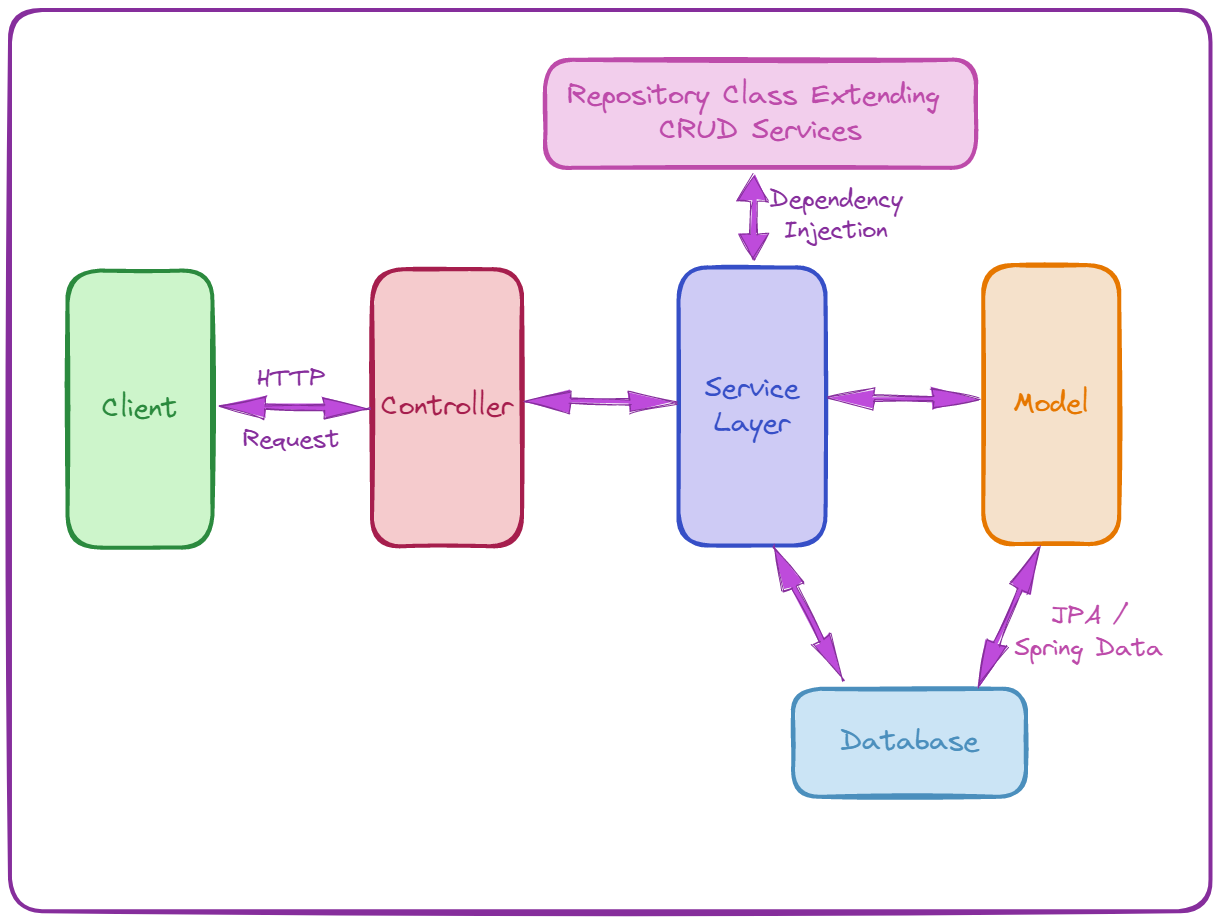 Repository Class Extending
CRUD Services
Dependency
Injection
HTTP
Request
Client
Controller
Service
Layer
Model
JPA /
Spring Data
Database